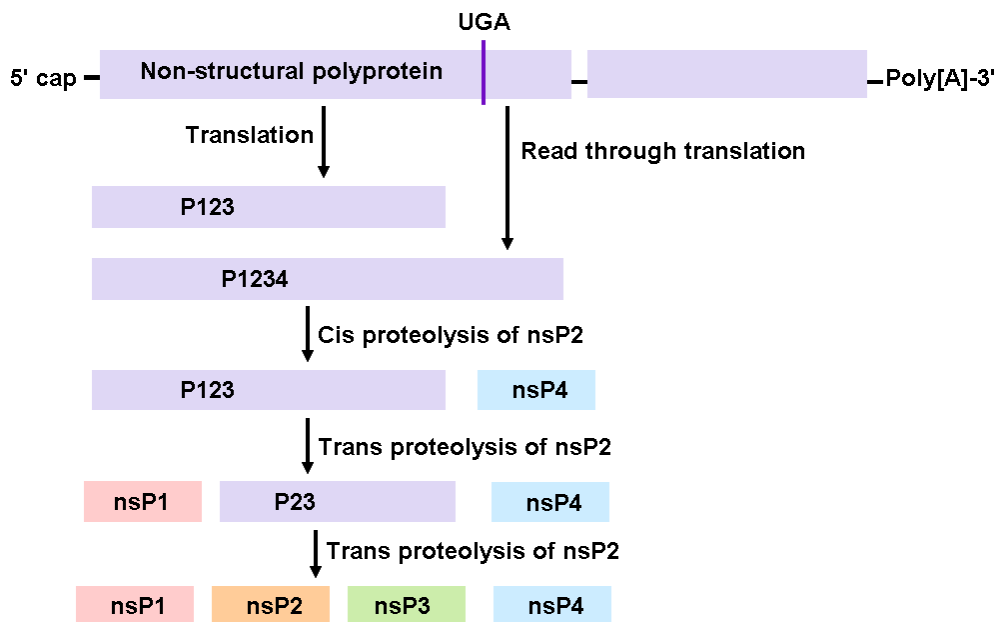 UGA
5' cap
Non-structural polyprotein
Poly[A]-3'
Translation
Read through translation
P123
P1234
Cis proteolysis of nsP2
P123
nsP4
Trans proteolysis of nsP2
nsP1
P23
nsP4
Trans proteolysis of nsP2
nsP1
nsP2
nsP3
nsP4